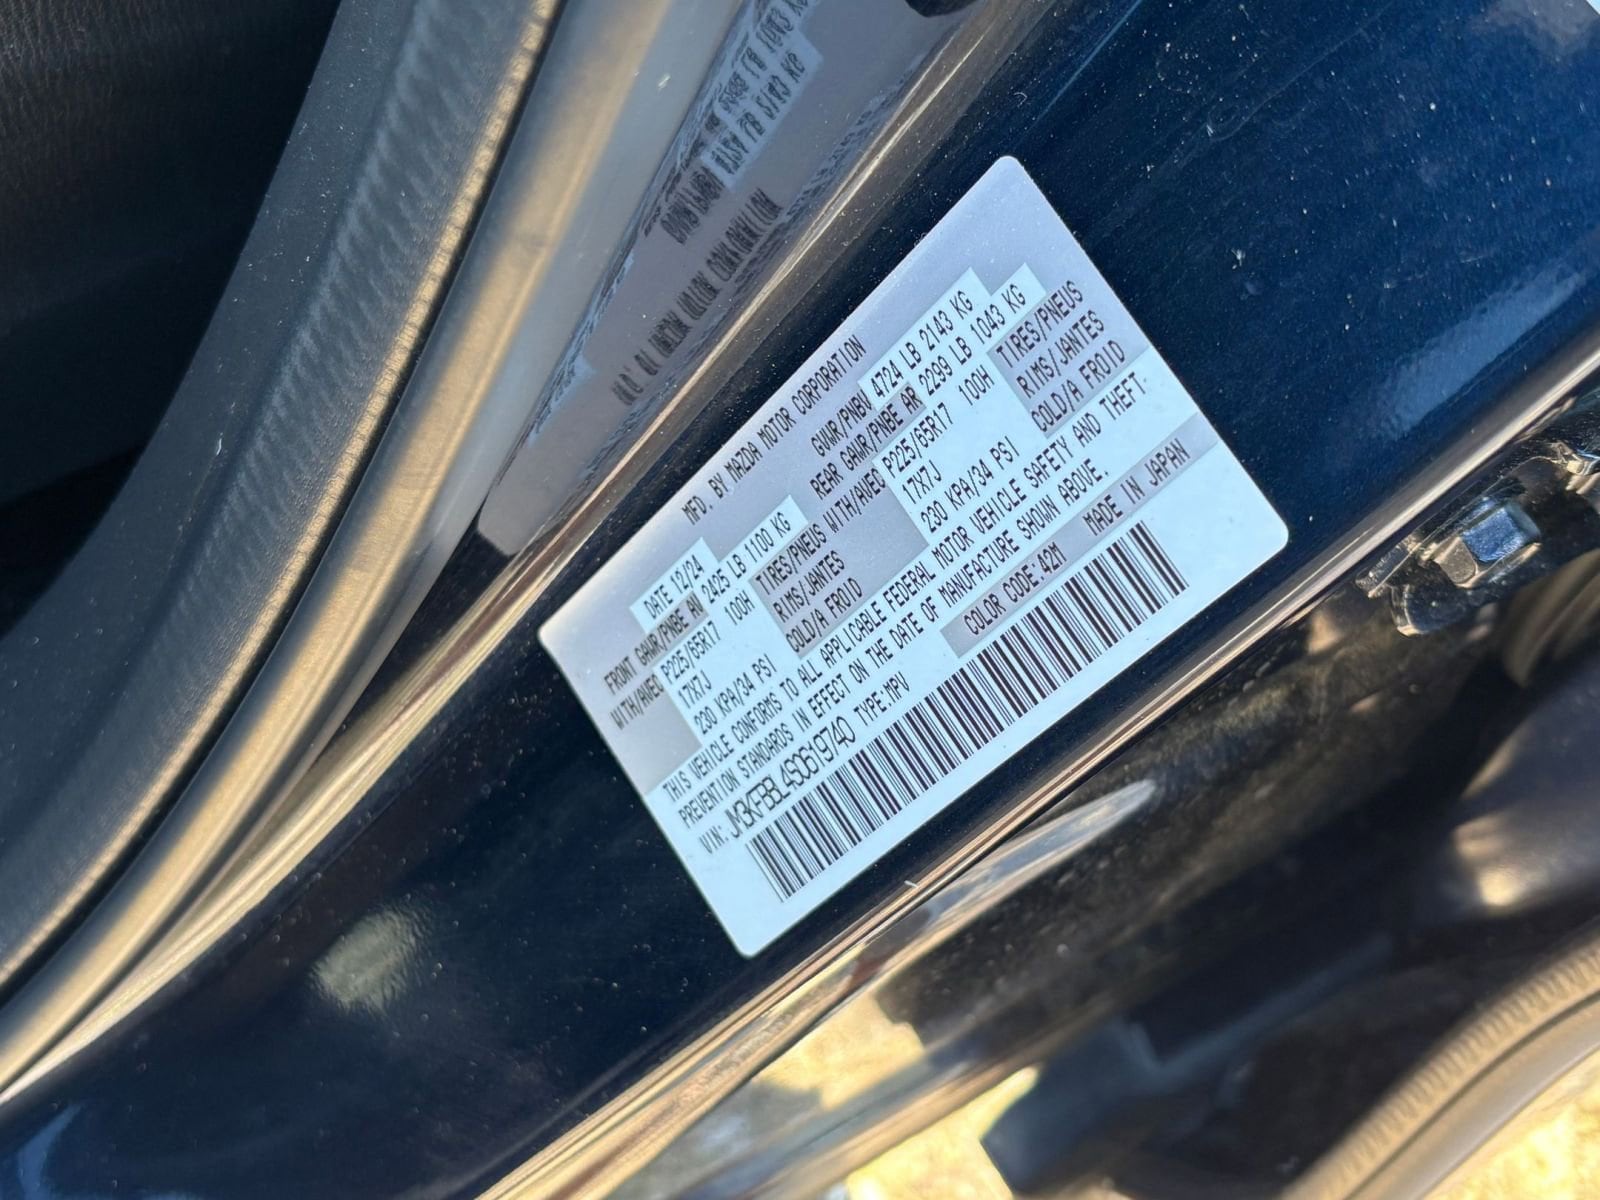 MFD. BY MAZDA MOTOR CORPORATION
DATE 12/24 GVWR/PNBV 4724 LB 2143 KG
FRONT GAWR/PNBE AV 2425 LB 1100 KG REAR GAWR/PNBE AR 2299 LB 1043 KG
WITH/AVEC P225/65R17 100H TIRES/PNEUS WITH/AVEC P225/65R17 100H TIRES/PNEUS
17X7J RIMS/JANTES 17X7J RIMS/JANTES
230 KPA/34 PSI COLD/A FROID 230 KPA/34 PSI COLD/A FROID
THIS VEHICLE CONFORMS TO ALL APPLICABLE FEDERAL MOTOR VEHICLE SAFETY AND THEFT
PREVENTION STANDARDS IN EFFECT ON THE DATE OF MANUFACTURE SHOWN ABOVE.
VIN: JM3KFBBL4S0619740 TYPE:MPV COLOR CODE:42M MADE IN JAPAN